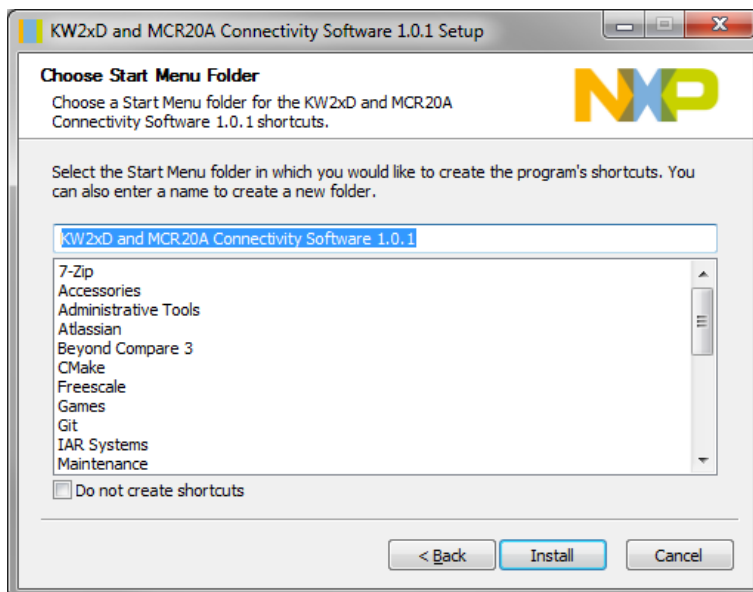 KW2xD and MCR20A Connectivity Software 1.0.1 Setup
Choose Start Menu Folder
Choose a Start Menu folder for the KW2xD and MCR20A
Connectivity Software 1.0.1 shortcuts.
NXP
Select the Start Menu folder in which you would like to create the program's shortcuts. You
can also enter a name to create a new folder.
KW2xD and MCR20A Connectivity Software 1.0.1
7-Zip
Accessories
Administrative Tools
Atlassian
Beyond Compare 3
CMake
Freescale
Games
Git
IAR Systems
Maintenance
Do not create shortcuts
< Back
Install
Cancel